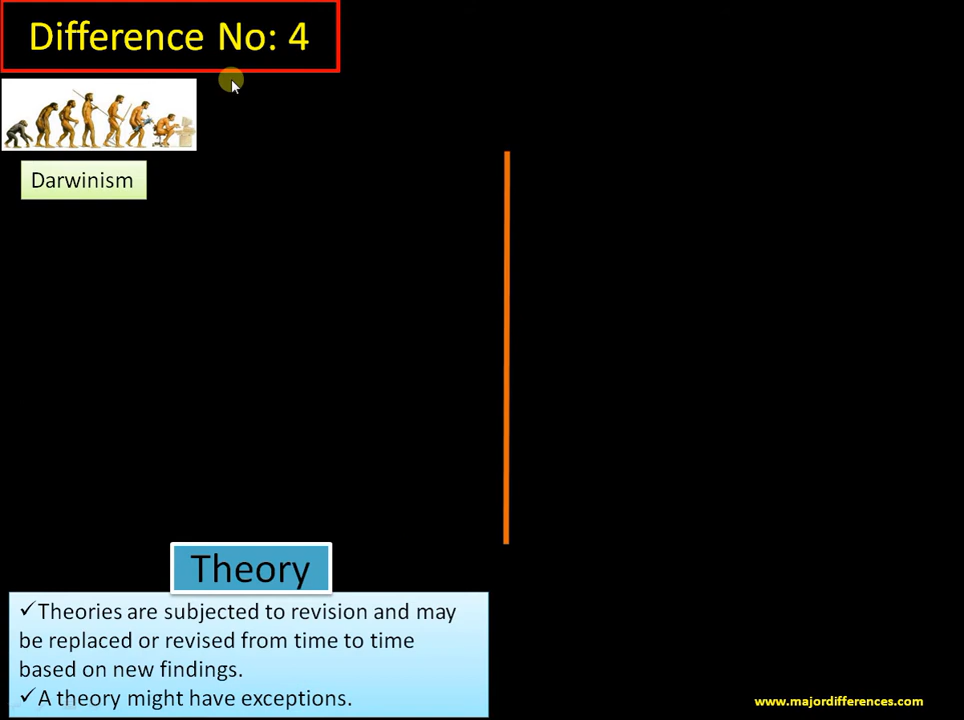 Difference No: 4
Darwinism
Theory
✓Theories are subjected to revision and may
be replaced or revised from time to time
based on new findings.
✓A theory might have exceptions.
www.majordifferences.com